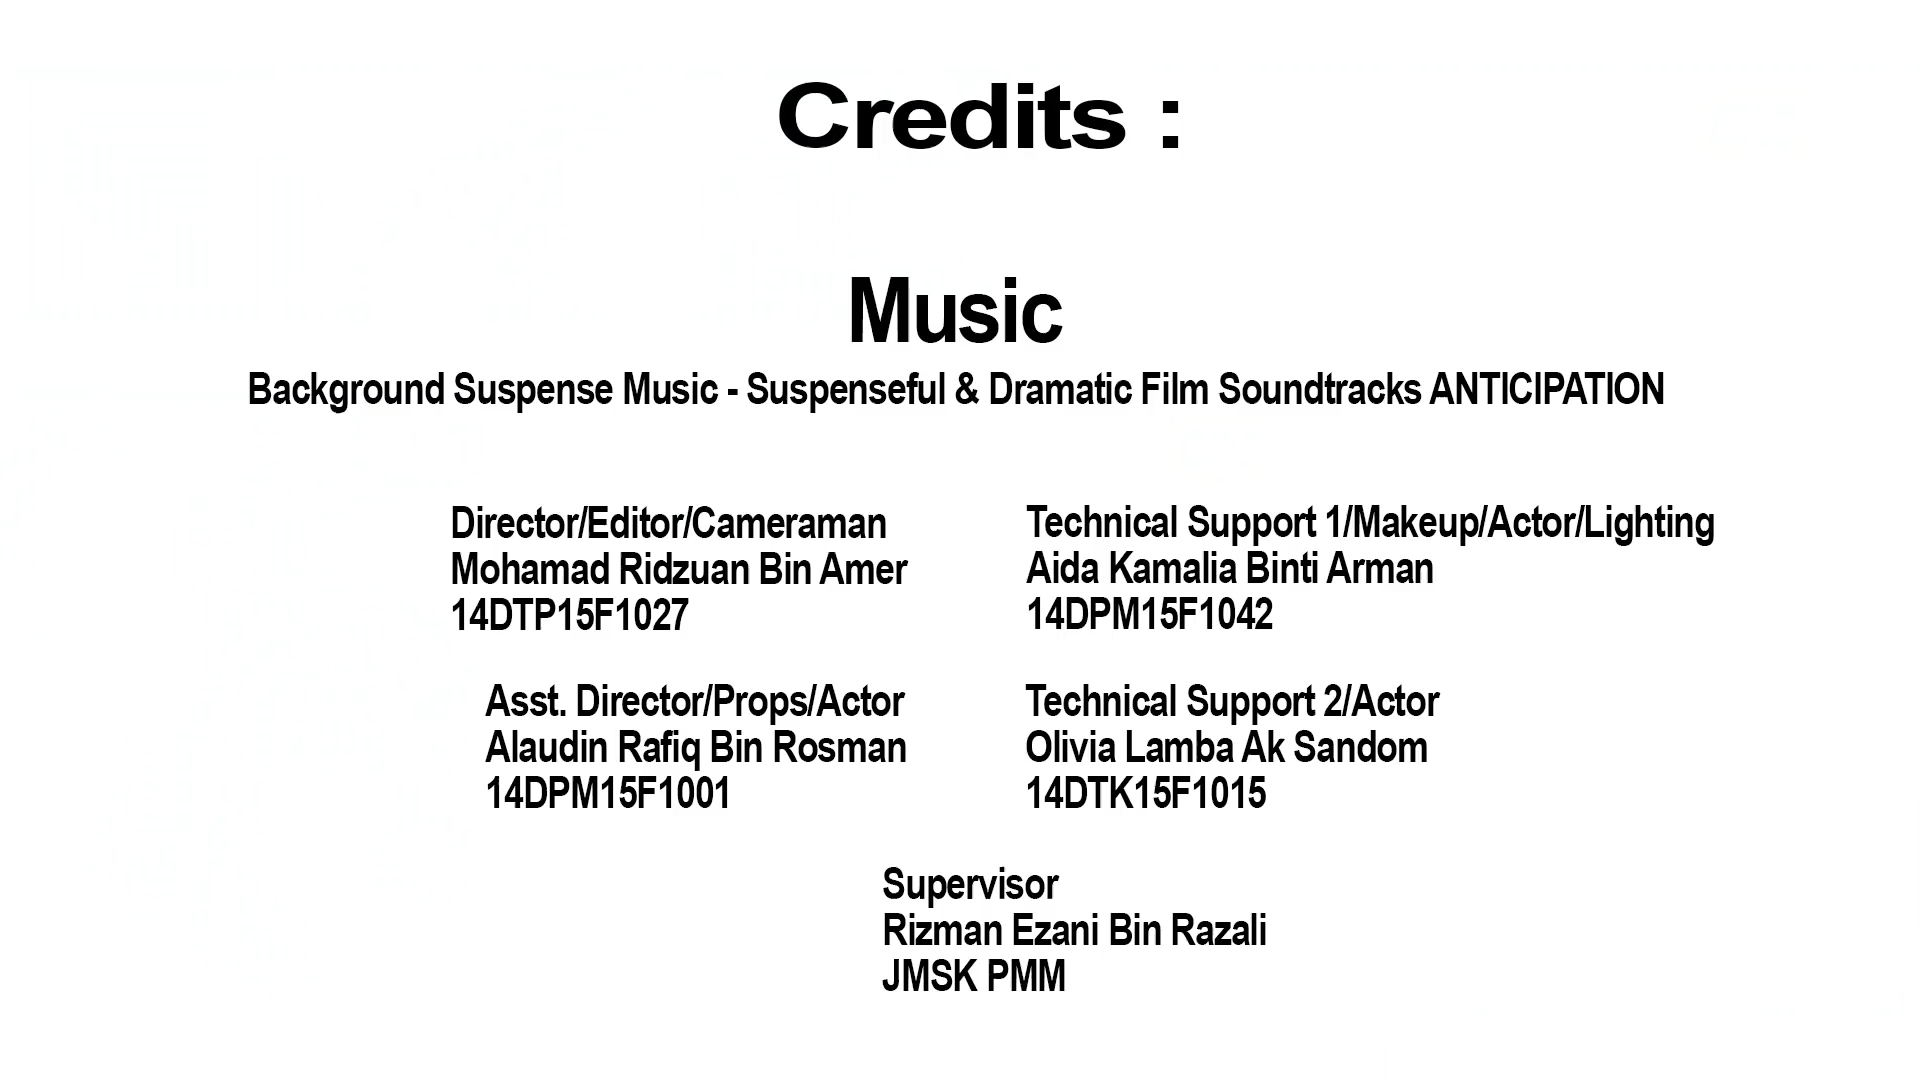 Credits :
Music
Background Suspense Music - Suspenseful & Dramatic Film Soundtracks ANTICIPATION
Director/Editor/Cameraman
Mohamad Ridzuan Bin Amer
14DTP15F1027
Technical Support 1/Makeup/Actor/Lighting
Aida Kamalia Binti Arman
14DPM15F1042
Asst. Director/Props/Actor
Alaudin Rafiq Bin Rosman
14DPM15F1001
Technical Support 2/Actor
Olivia Lamba Ak Sandom
14DTK15F1015
Supervisor
Rizman Ezani Bin Razali
JMSK PMM